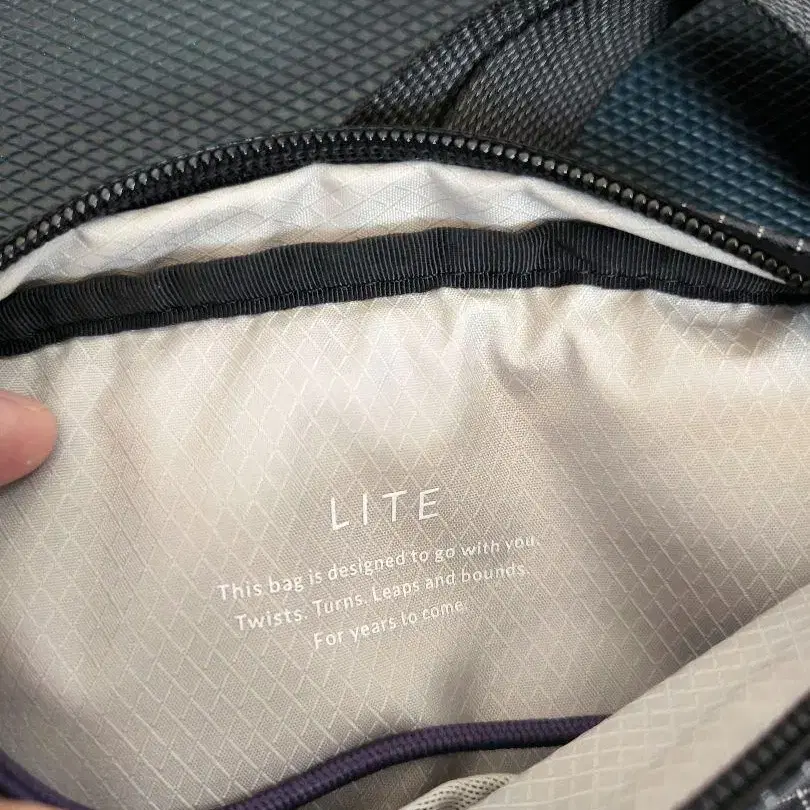 LITE
This bag is designed to go with you.
Twists. Turns. Leaps and bounds.
For years to come.